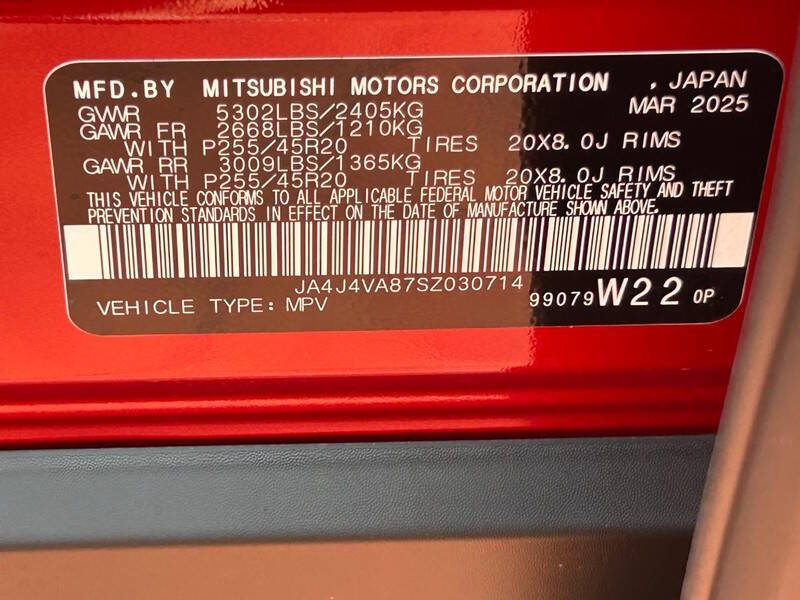 MFD.BY MITSUBISHI MOTORS CORPORATION , JAPAN
GVWR 5302LBS/2405KG MAR 2025
GAWR FR 2668LBS/1210KG
WITH P255/45R20 TIRES 20X8.0J RIMS
GAWR RR 3009LBS/1365KG
WITH P255/45R20 TIRES 20X8.0J RIMS
THIS VEHICLE CONFORMS TO ALL APPLICABLE FEDERAL MOTOR VEHICLE SAFETY AND THEFT
PREVENTION STANDARDS IN EFFECT ON THE DATE OF MANUFACTURE SHOWN ABOVE.
JA4J4VA87SZ030714
VEHICLE TYPE: MPV 99079 W22 0P